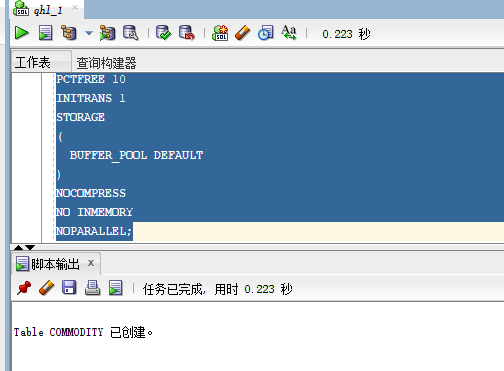 qhl_1
0.223 秒
工作表
查询构建器
PCTFREE 10
INITRANS 1
STORAGE
(
BUFFER_POOL DEFAULT
)
NOCOMPRESS
NO INMEMORY
NOPARALLEL;
脚本输出
任务已完成, 用时 0.223 秒
Table COMMODITY 已创建。